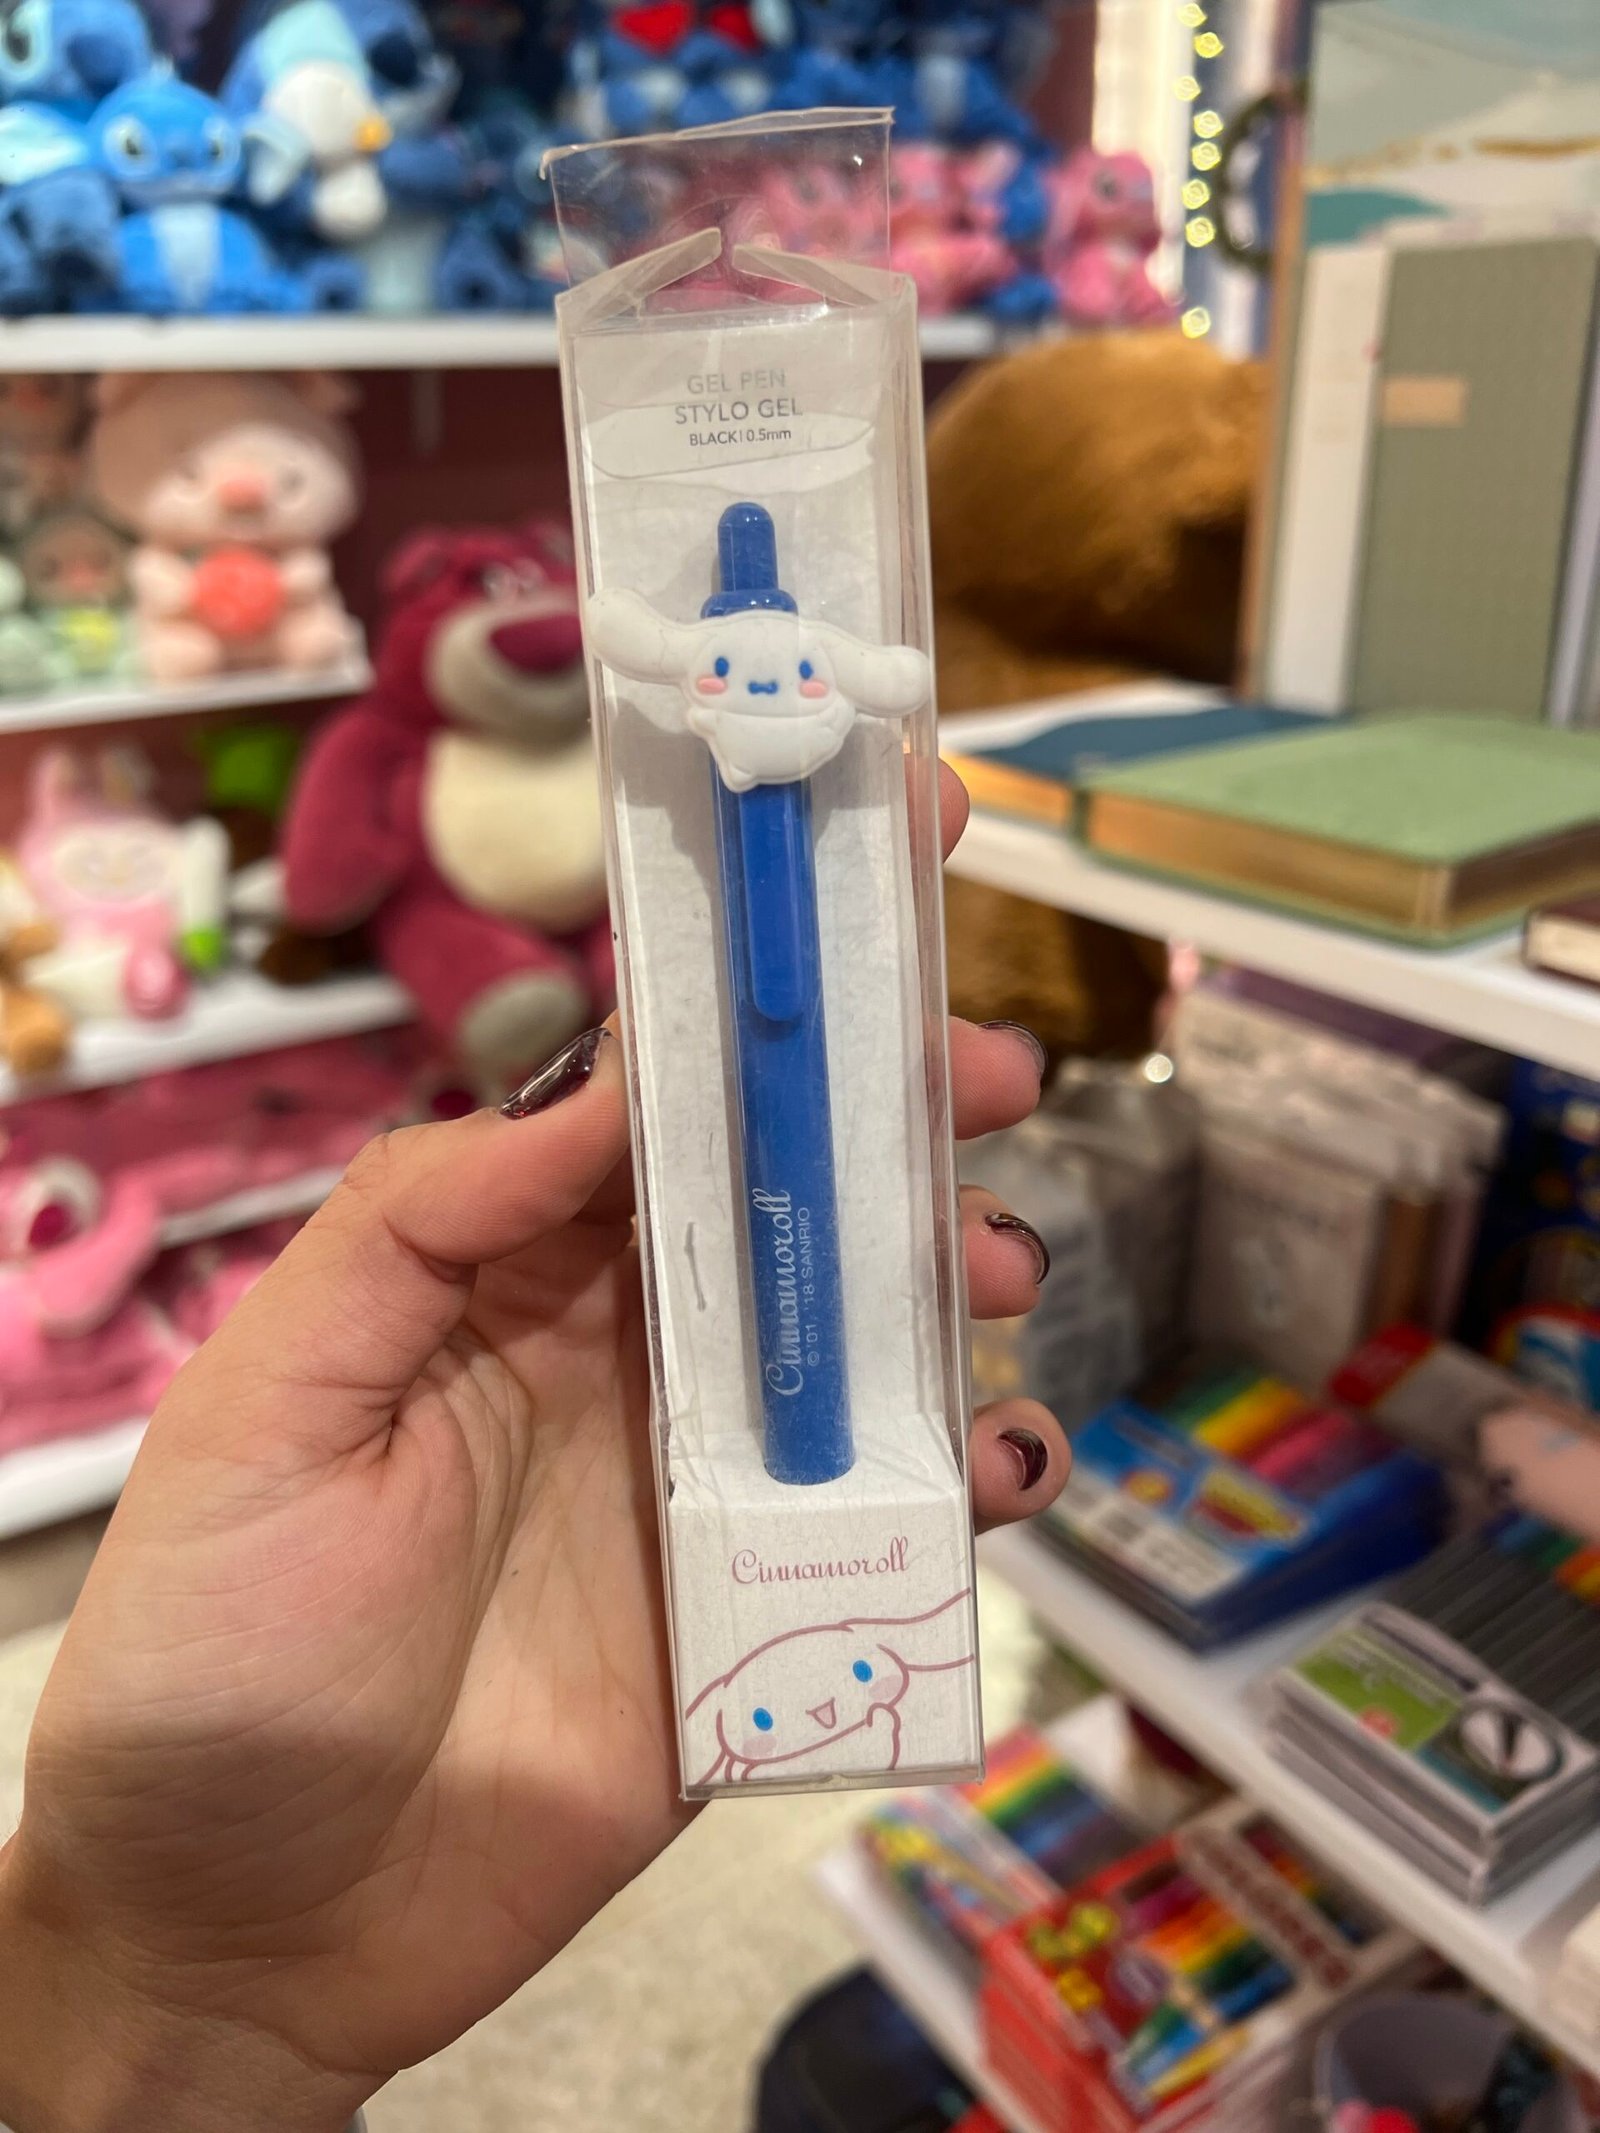 GEL PEN
STYLO GEL
BLACK | 0.5mm
Cinnamoroll
© '01, '18 SANRIO
Cinnamoroll